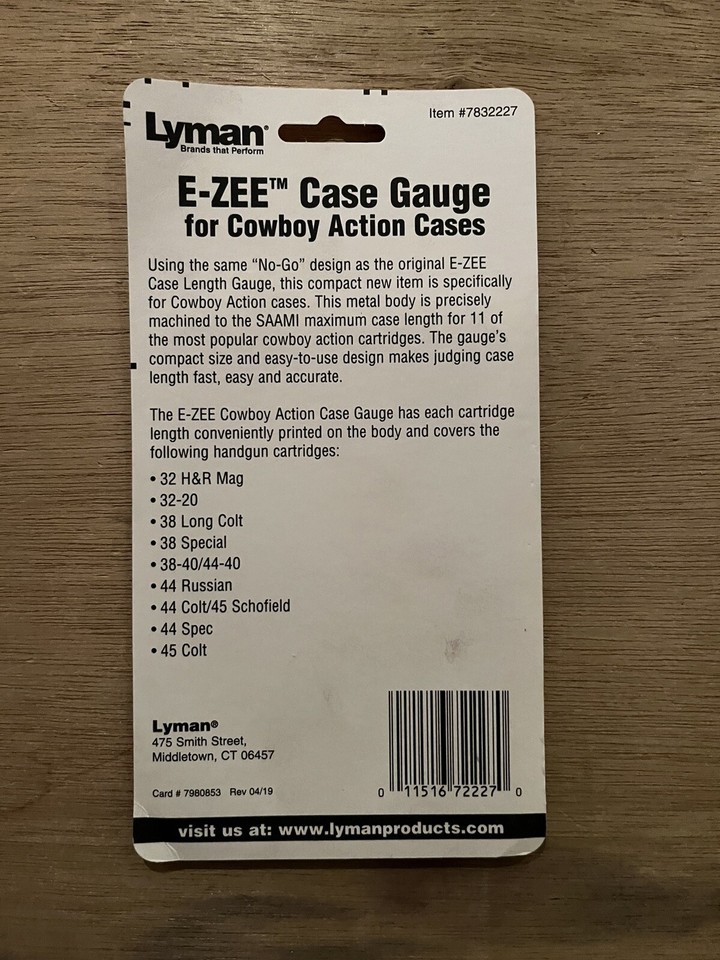 Lyman®
Brands that Perform
Item #7832227
E-ZEE™ Case Gauge
for Cowboy Action Cases
Using the same “No-Go” design as the original E-ZEE
Case Length Gauge, this compact new item is specifically
for Cowboy Action cases. This metal body is precisely
machined to the SAAMI maximum case length for 11 of
the most popular cowboy action cartridges. The gauge's
compact size and easy-to-use design makes judging case
length fast, easy and accurate.
The E-ZEE Cowboy Action Case Gauge has each cartridge
length conveniently printed on the body and covers the
following handgun cartridges:
• 32 H&R Mag
• 32-20
• 38 Long Colt
• 38 Special
• 38-40/44-40
• 44 Russian
• 44 Colt/45 Schofield
• 44 Spec
• 45 Colt
Lyman®
475 Smith Street,
Middletown, CT 06457
Card # 7980853 Rev 04/19
0 11516 72227 0
visit us at: www.lymanproducts.com